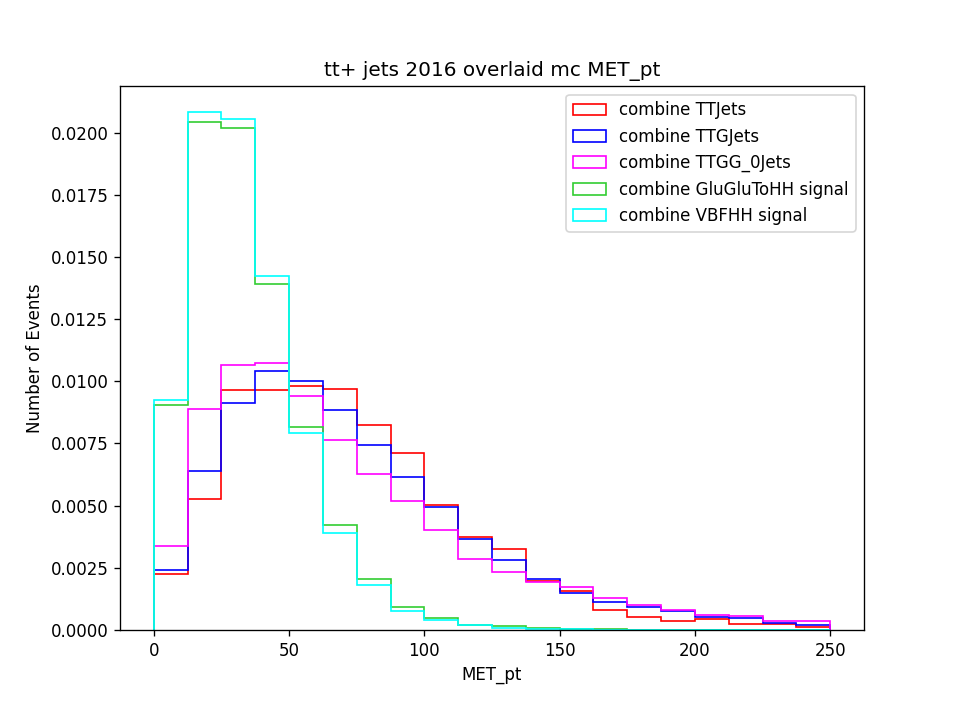 tt+ jets 2016 overlaid mc MET_pt
combine TTJets
combine TTGJets
combine TTGG_0Jets
combine GluGluToHH signal
combine VBFHH signal
Number of Events
0.0200
0.0175
0.0150
0.0125
0.0100
0.0075
0.0050
0.0025
0.0000
0 50 100 150 200 250
MET_pt